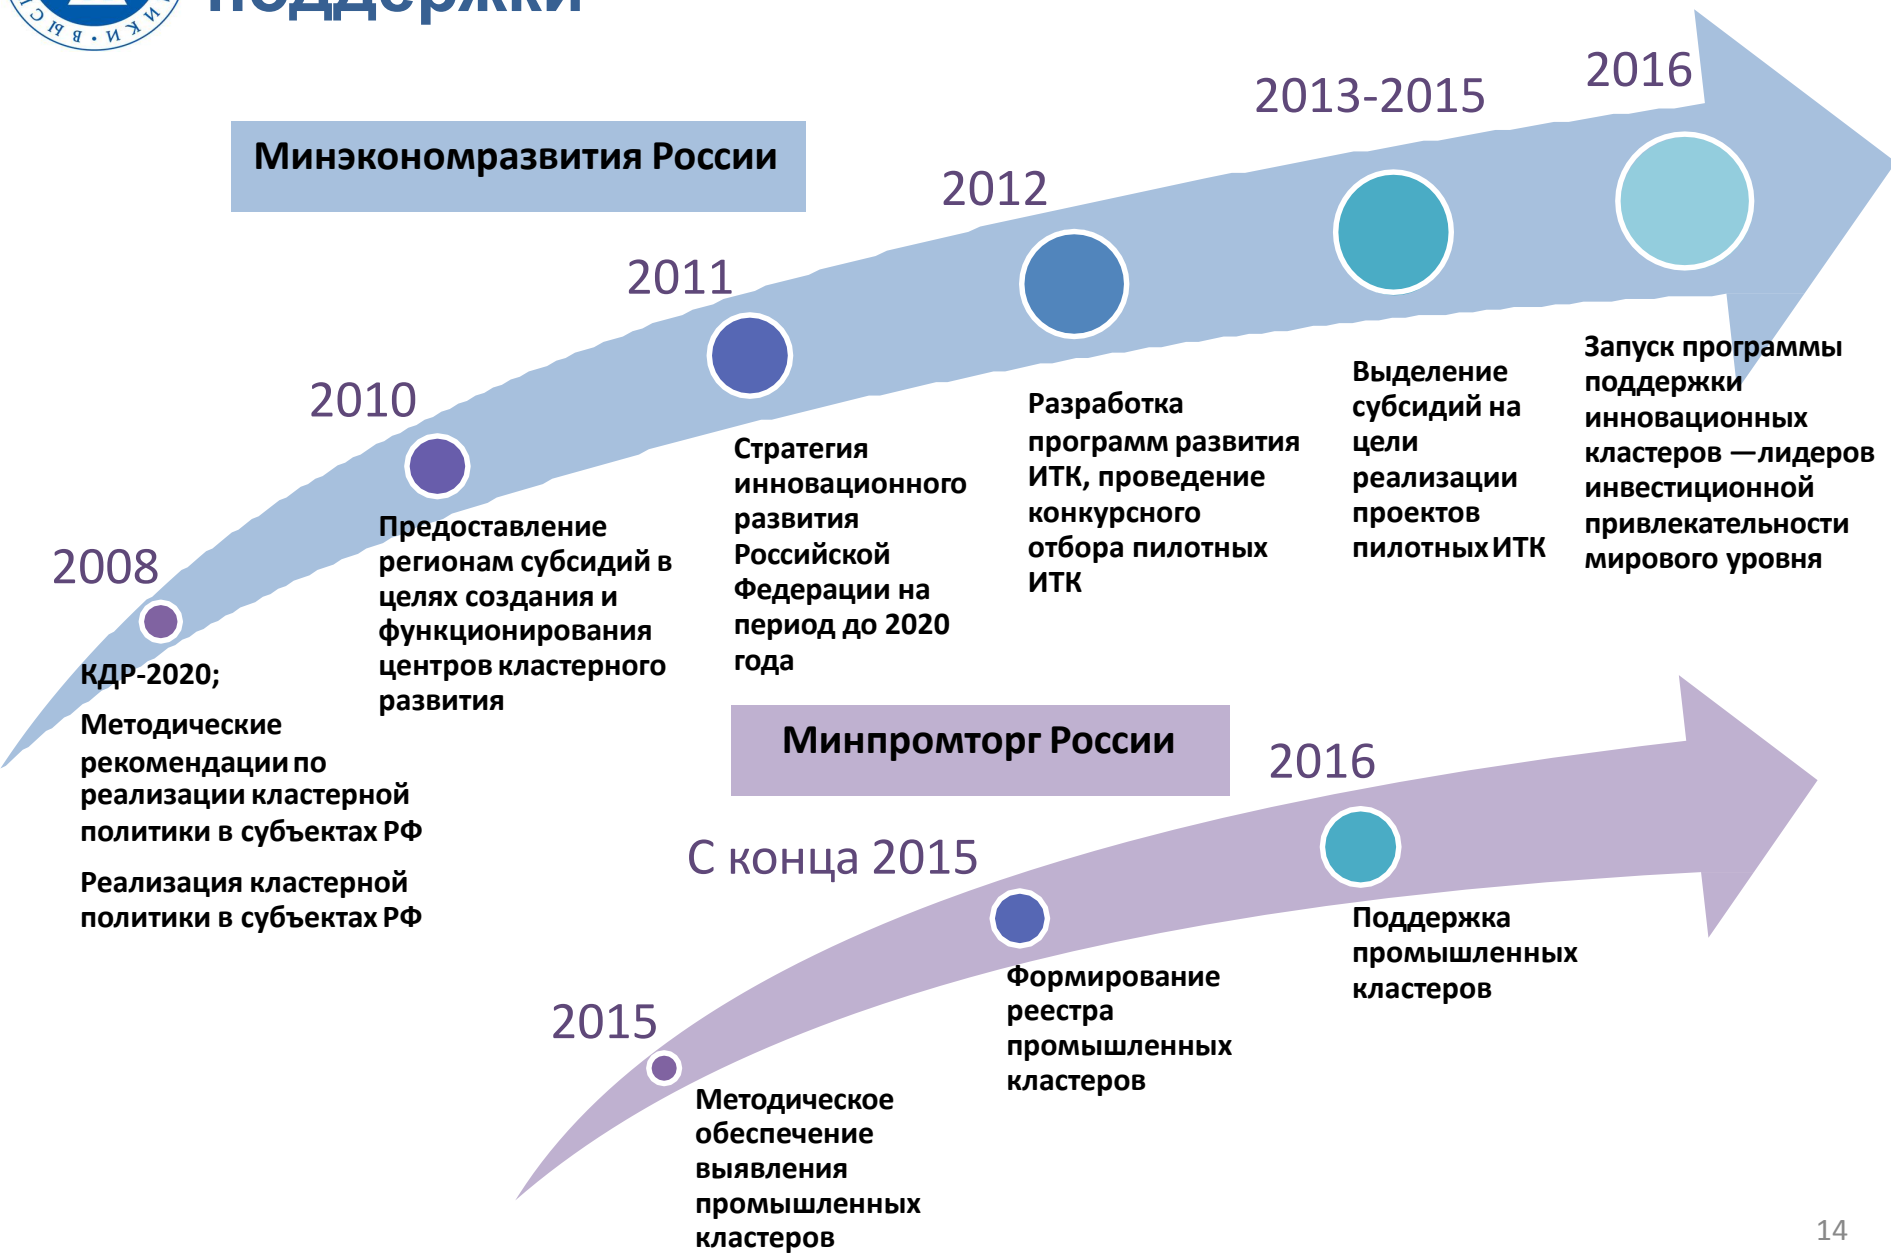 поддержки
Минэкономразвития России
2008
КДР-2020;
Методические
рекомендации по
реализации кластерной
политики в субъектах РФ
Реализация кластерной
политики в субъектах РФ
2010
Предоставление
регионам субсидий в
целях создания и
функционирования
центров кластерного
развития
2011
Стратегия
инновационного
развития
Российской
Федерации на
период до 2020
года
2012
Разработка
программ развития
ИТК, проведение
конкурсного
отбора пилотных
ИТК
2013-2015
Выделение
субсидий на
цели
реализации
проектов
пилотных ИТК
2016
Запуск программы
поддержки
инновационных
кластеров —лидеров
инвестиционной
привлекательности
мирового уровня
Минпромторг России
2015
Методическое
обеспечение
выявления
промышленных
кластеров
С конца 2015
Формирование
реестра
промышленных
кластеров
2016
Поддержка
промышленных
кластеров
14